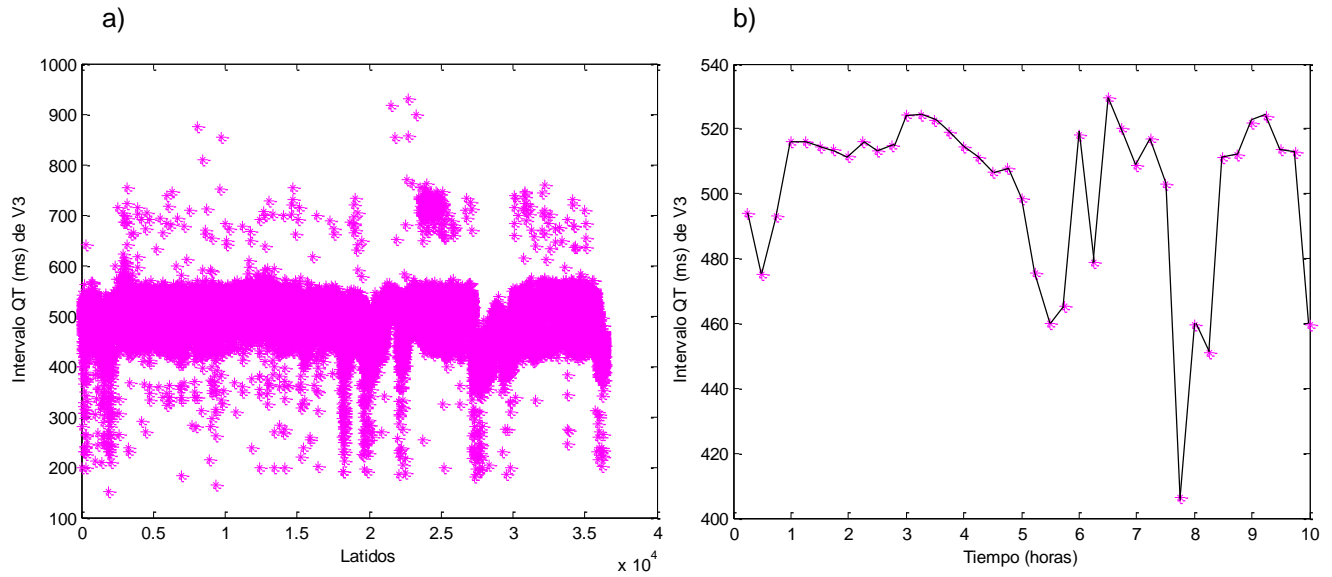 a)
b)
1000
900
800
700
600
500
400
300
200
100
Intervalo QT (ms) de V3
0 0.5 1 1.5 2 2.5 3 3.5 4
Latidos
x 10^4
540
520
500
480
460
440
420
400
Intervalo QT (ms) de V3
0 1 2 3 4 5 6 7 8 9 10
Tiempo (horas)